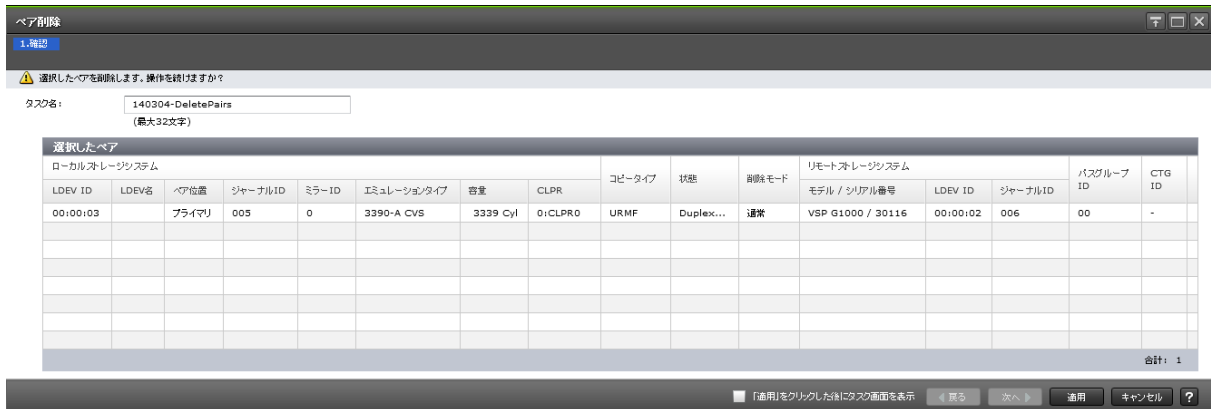 ペア削除
1.確認
選択したペアを削除します。操作を続けますか?
タスク名: 140304-DeletePairs
(最大32文字)
選択したペア
ローカルストレージシステム コピータイプ 状態 削除モード リモートストレージシステム パスグループID CTG ID
LDEV ID LDEV名 ペア位置 ジャーナルID ミラーID エミュレーションタイプ 容量 CLPR モデル / シリアル番号 LDEV ID ジャーナルID
00:00:03 プライマリ 005 0 3390-A CVS 3339 Cyl 0:CLPR0 URMF Duplex... 通常 VSP G1000 / 30116 00:00:02 006 00 -
合計: 1
「適用」をクリックした後にタスク画面を表示 戻る 次へ 適用 キャンセル ?